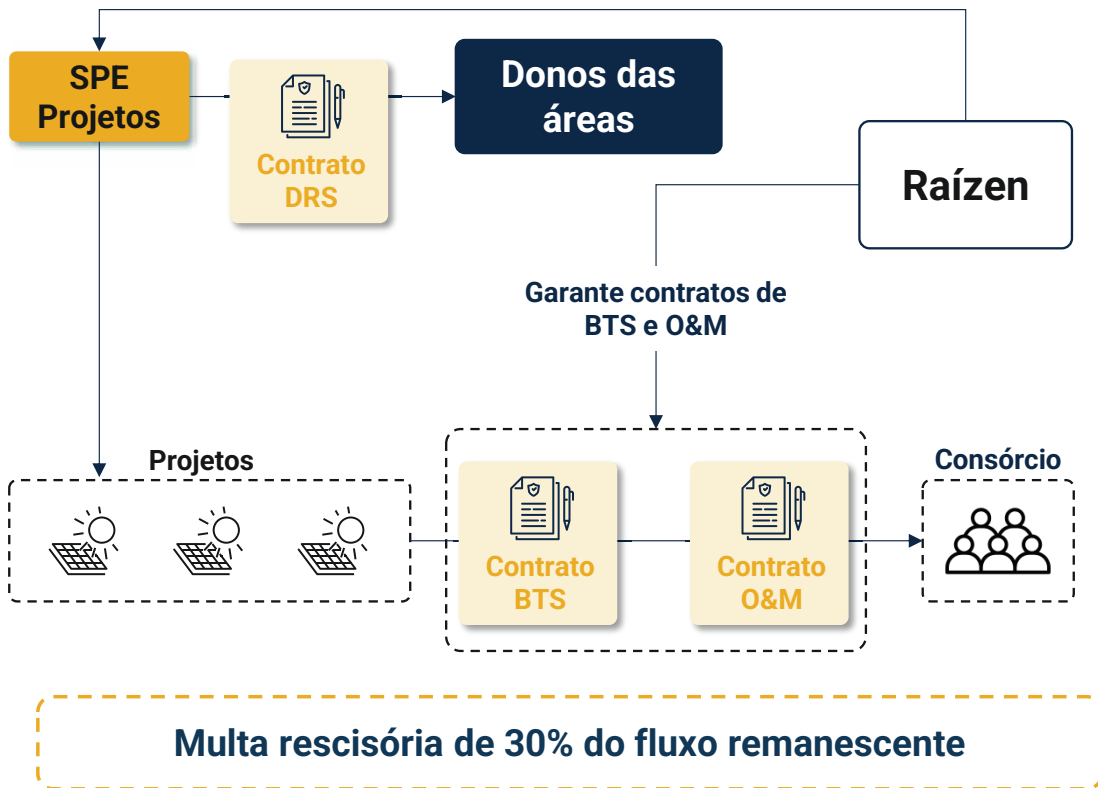 SPE
Projetos
Contrato
DRS
Donos das
áreas
Raízen
Garante contratos de
BTS e O&M
Projetos
Contrato
BTS
Contrato
O&M
Consórcio
Multa rescisória de 30% do fluxo remanescente